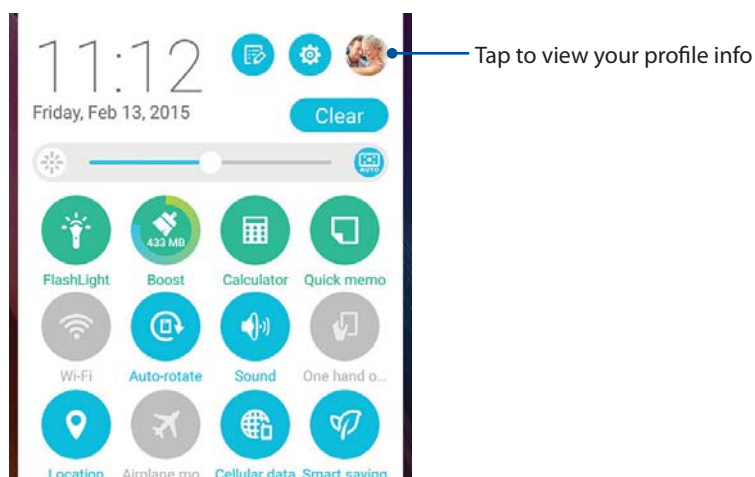 11:12
Tap to view your profile info
Friday, Feb 13, 2015
Clear
AUTO
433 MB
FlashLight Boost Calculator Quick memo
Wi-Fi Auto-rotate Sound One hand o...
Location Airplane mo... Cellular data Smart saving